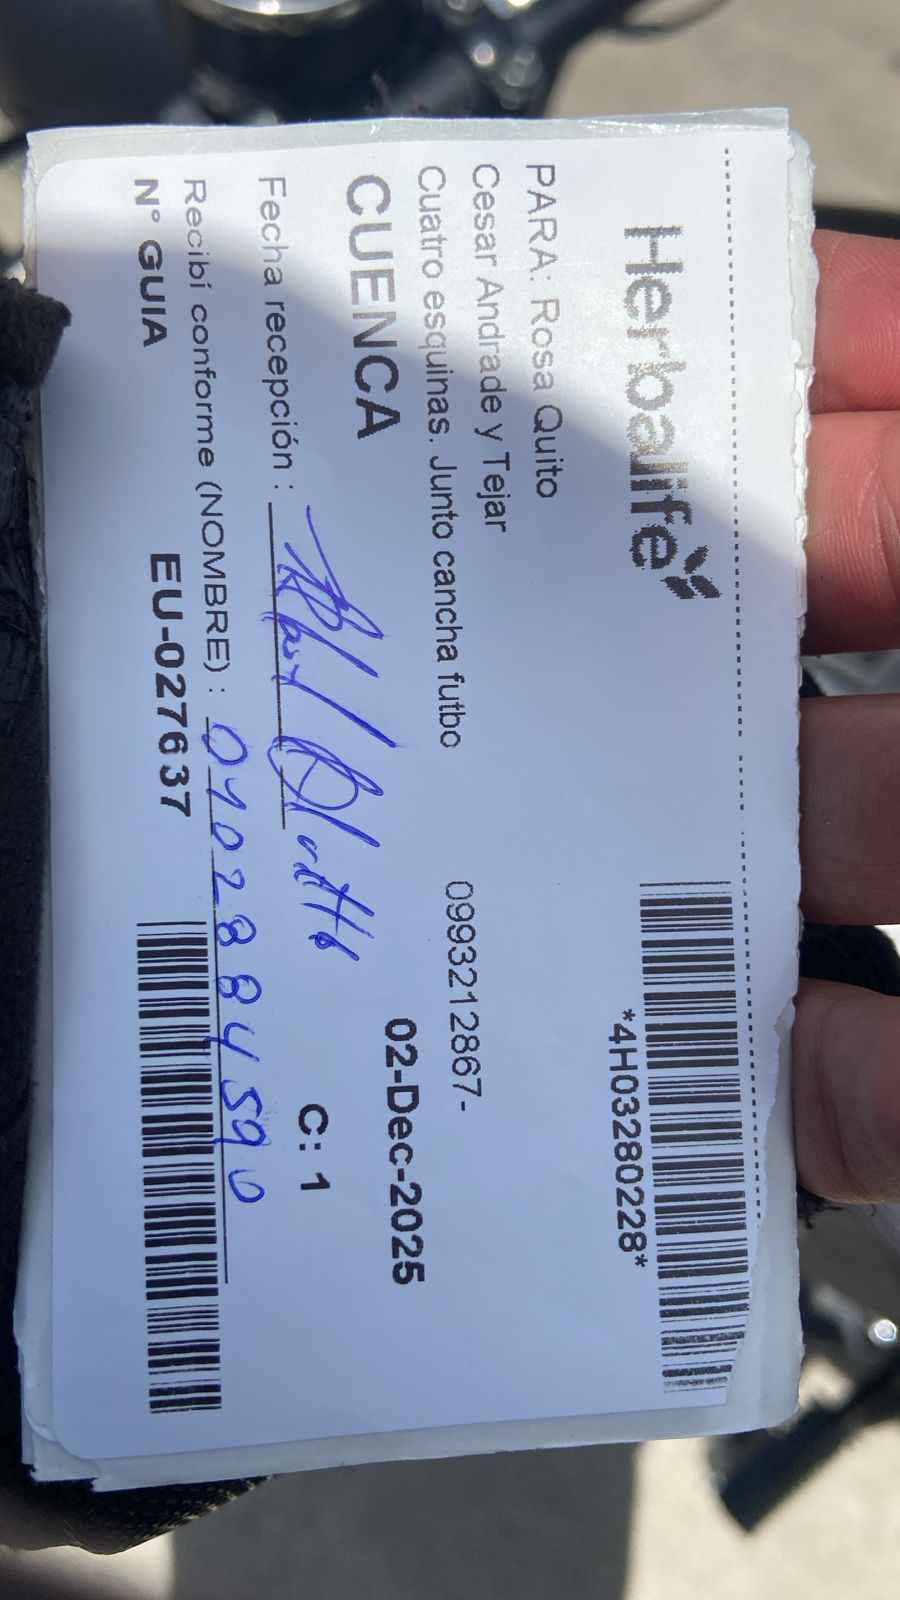 Herbalife
*4H03280228*
PARA: Rosa Quito
Cesar Andrade y Tejar
Cuatro esquinas. Junto cancha futbo
0993212867-
CUENCA
02-Dec-2025
Fecha recepción :
C: 1
Recibí conforme (NOMBRE) : 0102884590
N° GUIA EU-027637